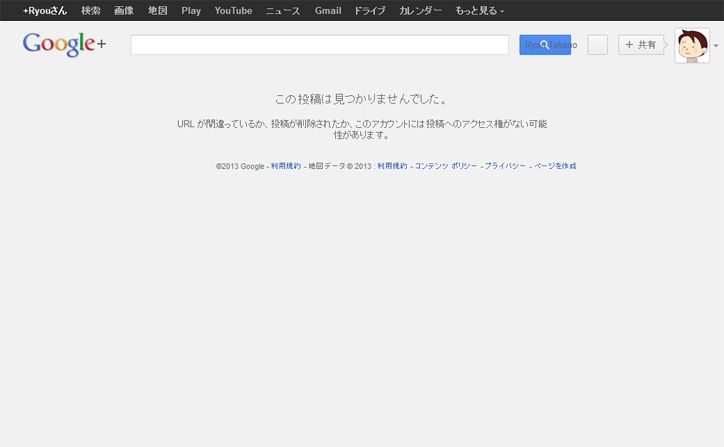 +Ryouさん 検索 画像 地図 Play YouTube ニュース Gmail ドライブ カレンダー もっと見る
Google+ Ryou Takano + 共有
この投稿は見つかりませんでした。
URL が間違っているか、投稿が削除されたか、このアカウントには投稿へのアクセス権がない可能
性があります。
©2013 Google - 利用規約 - 地図データ © 2013 : 利用規約 - コンテンツ ポリシー - プライバシー - ページを作成